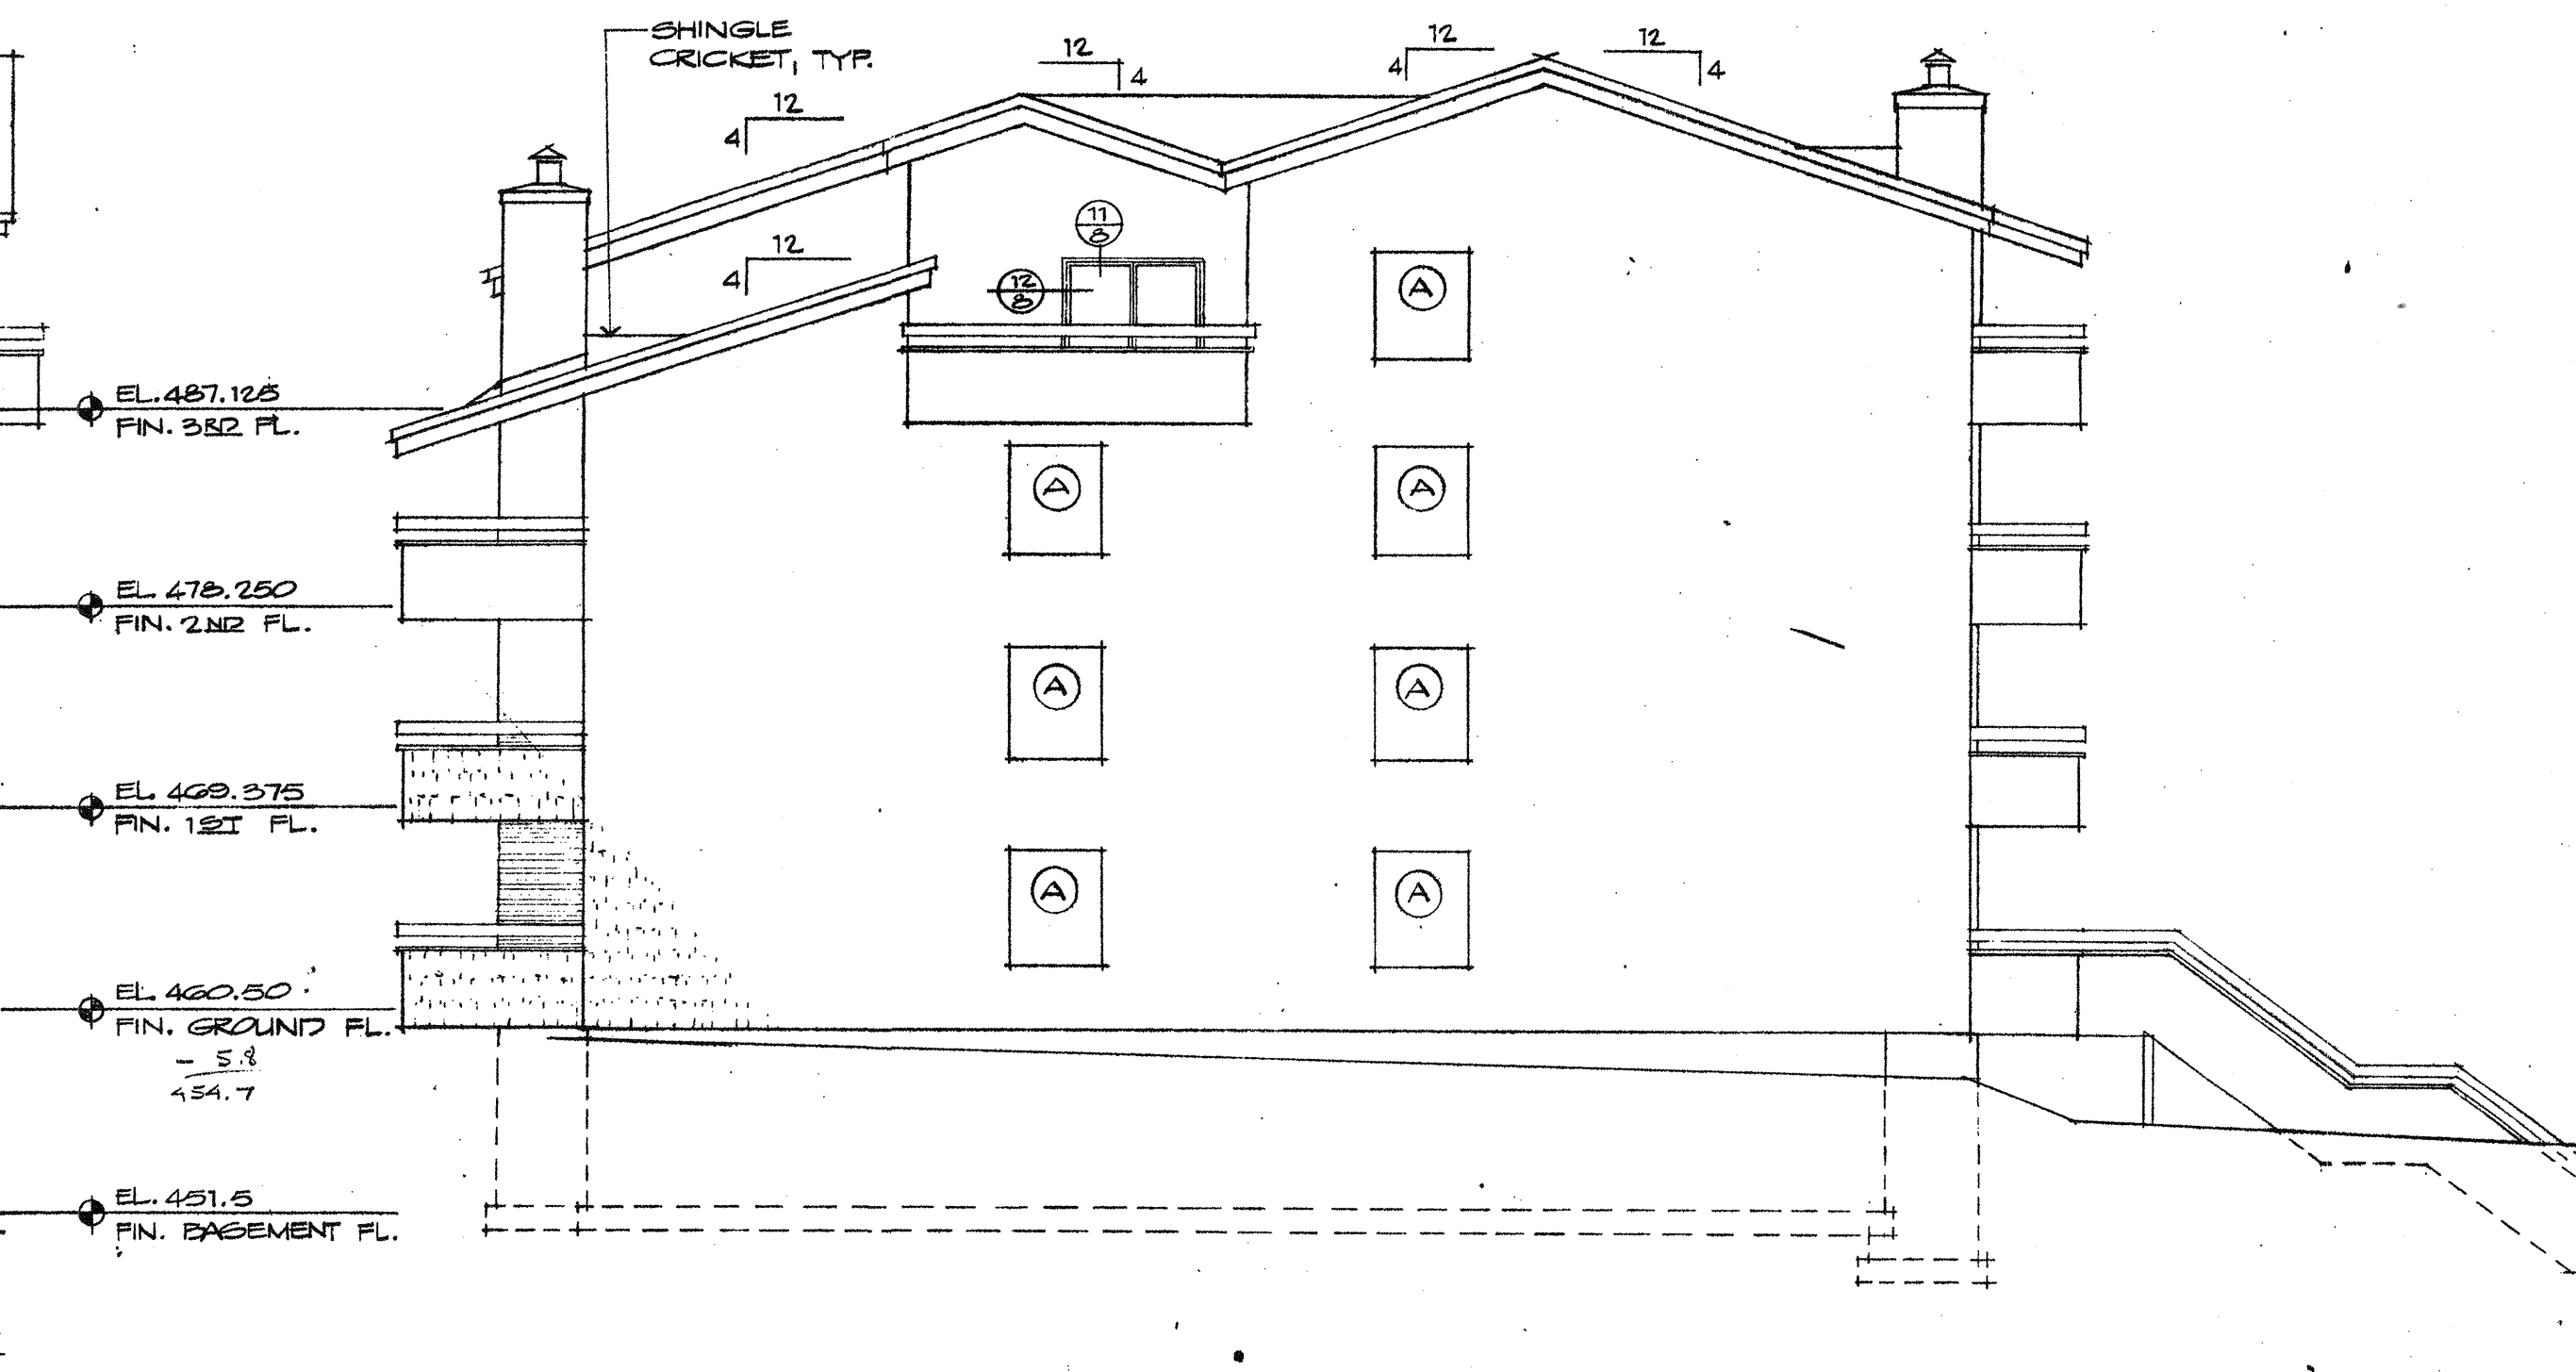 SHINGLE
CRICKET, TYP.
12
4
12
4
12
4
12
4
12
4
11
8
12
8
A
EL. 487.125
FIN. 3RD FL.
A
A
EL. 478.250
FIN. 2ND FL.
A
A
EL. 469.375
FIN. 1ST FL.
A
A
EL. 460.50
FIN. GROUND FL.
- 5.8
454.7
EL. 451.5
FIN. BASEMENT FL.